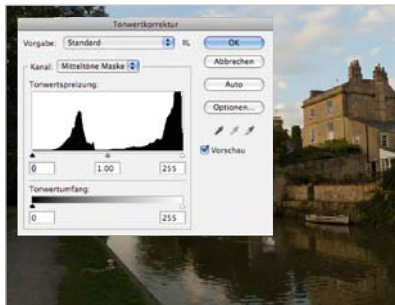 Tonwertkorrektur
Vorgabe: Standard
OK
Abbrechen
Kanal: Mitteltöne Maske
Auto
Tonwertspreizung:
Optionen...
Vorschau
0 1.00 255
Tonwertumfang:
0 255